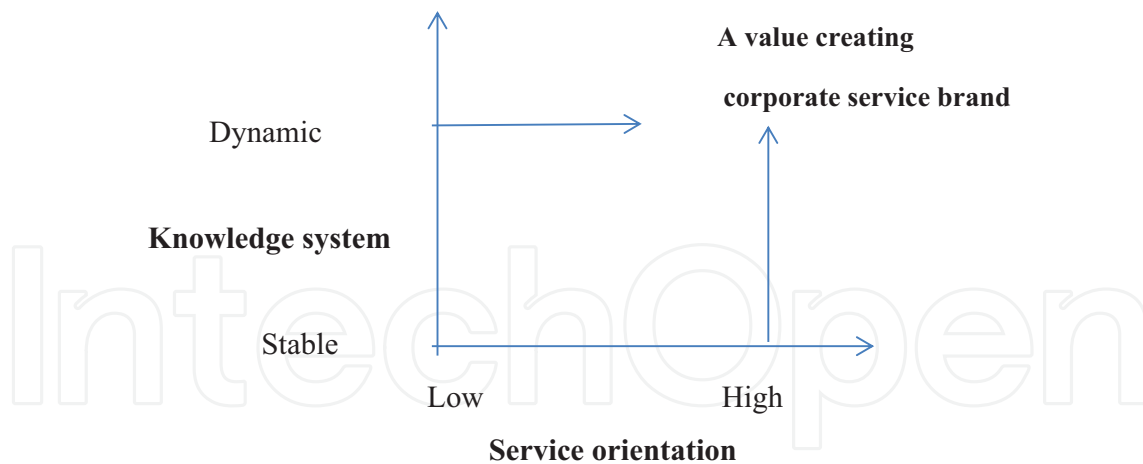 A value creating
corporate service brand
Dynamic
Knowledge system
IntechOpen
Stable
Low High
Service orientation